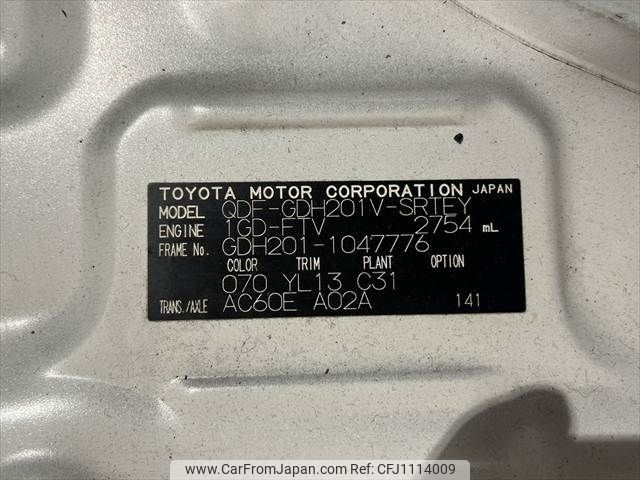 TOYOTA MOTOR CORPORATION JAPAN
MODEL QDF-GDH201V-SRTEY
ENGINE 1GD-FTV 2754 mL
FRAME No. GDH201-1047776
COLOR TRIM PLANT OPTION
070 YL13 C31
TRANS./AXLE AC60E A02A 141
www.CarFromJapan.com Ref No. CFJ1114009